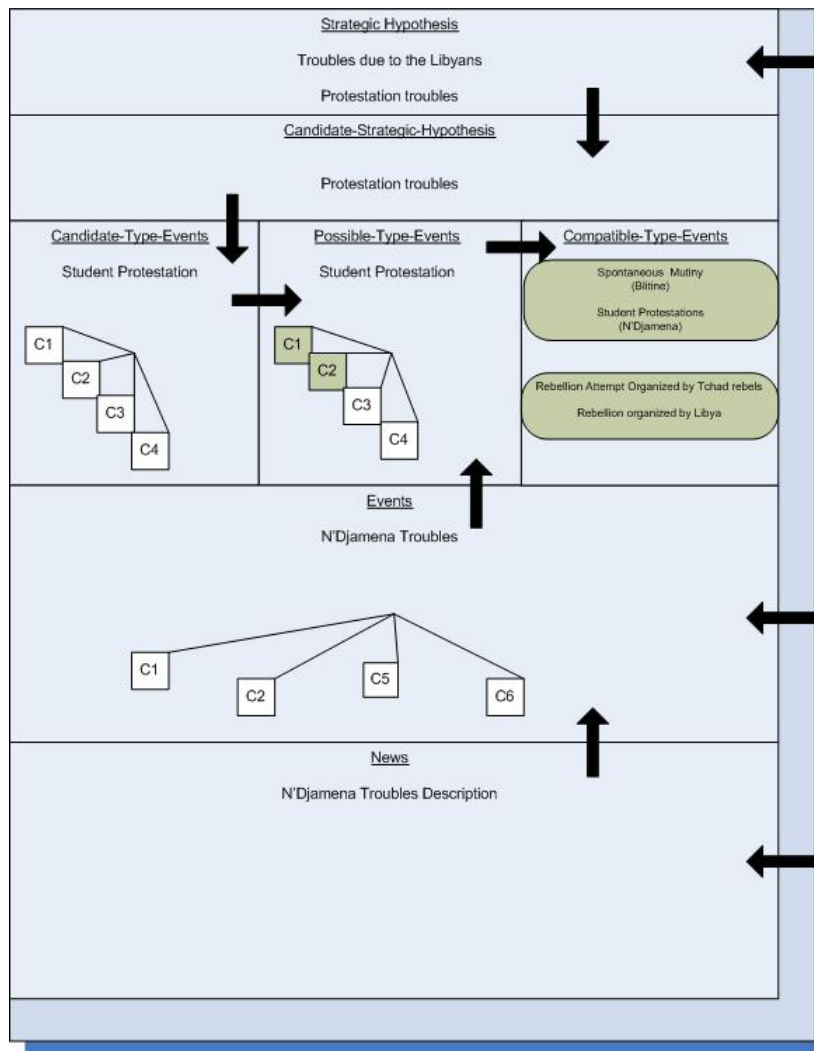 Strategic Hypothesis
Troubles due to the Libyans
Protestation troubles
Candidate-Strategic-Hypothesis
Protestation troubles
Candidate-Type-Events
Student Protestation
C1
C2
C3
C4
Possible-Type-Events
Student Protestation
C1
C2
C3
C4
Compatible-Type-Events
Spontaneous Mutiny
(Biltine)
Student Protestations
(N'Djamena)
Rebellion Attempt Organized by Tchad rebels
Rebellion organized by Libya
Events
N'Djamena Troubles
C1
C2
C5
C6
News
N'Djamena Troubles Description